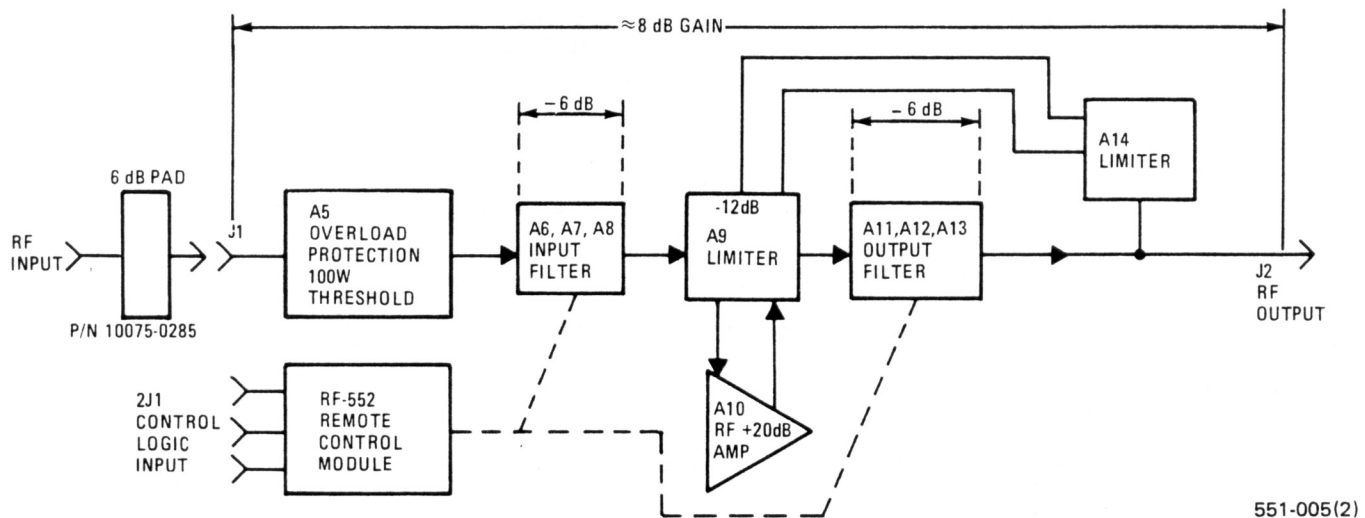 ≈8 dB GAIN
– 6 dB
– 6 dB
A14
LIMITER
6 dB PAD
RF
INPUT
J1
A5
OVERLOAD
PROTECTION
100W
THRESHOLD
A6, A7, A8
INPUT
FILTER
-12dB
A9
LIMITER
A11,A12,A13
OUTPUT
FILTER
J2
RF
OUTPUT
P/N 10075-0285
2J1
CONTROL
LOGIC
INPUT
RF-552
REMOTE
CONTROL
MODULE
A10
RF +20dB
AMP
551-005(2)